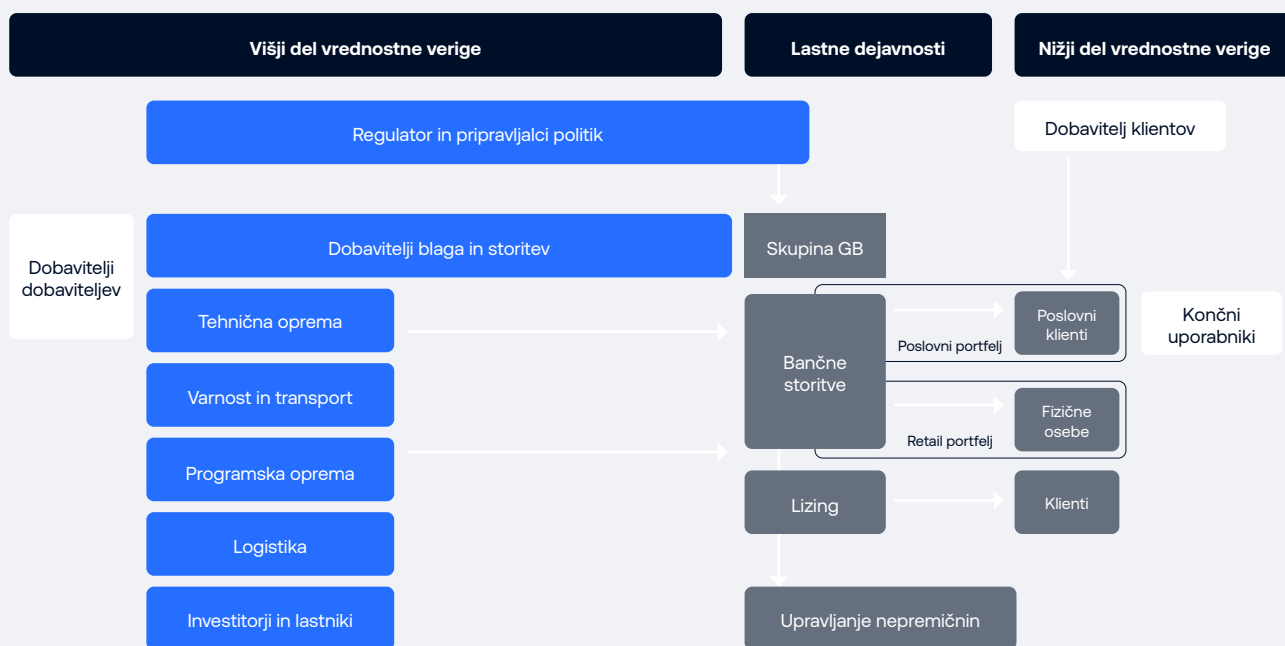 Višji del vrednostne verige
Lastne dejavnosti
Nižji del vrednostne verige
Regulator in pripravljalci politik
Dobavitelj klientov
Dobavitelji
dobaviteljev
Dobavitelji blaga in storitev
Skupina GB
Tehnična oprema
Varnost in transport
Programska oprema
Logistika
Investitorji in lastniki
Bančne
storitve
Poslovni portfelj
Poslovni
klienti
Končni
uporabniki
Retail portfelj
Fizične
osebe
Lizing
Klienti
Upravljanje nepremičnin